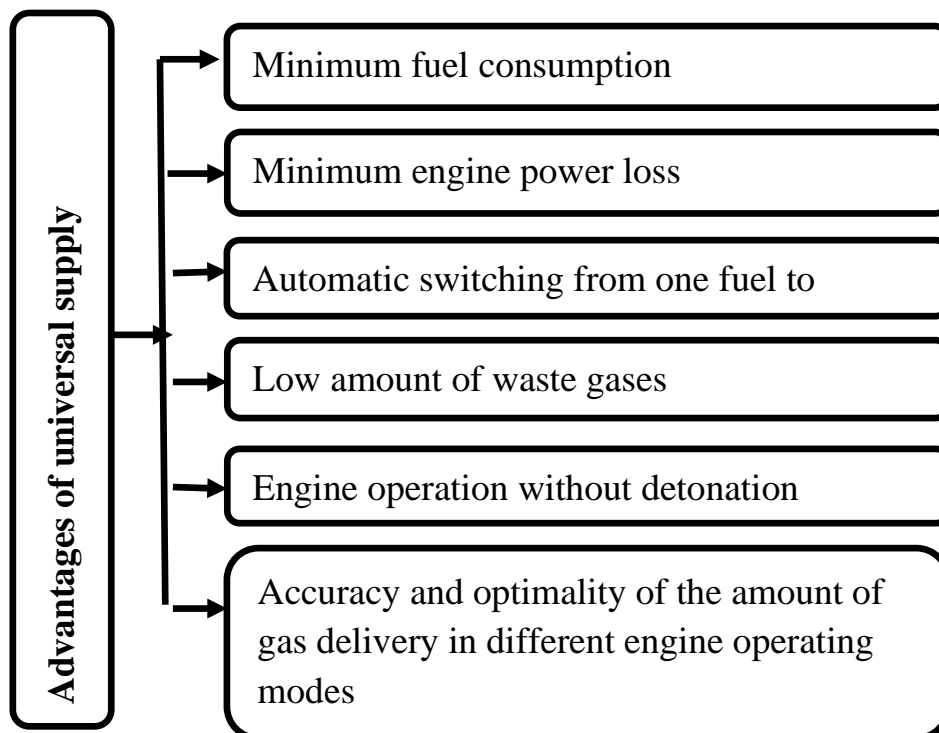 Advantages of universal supply
Minimum fuel consumption
Minimum engine power loss
Automatic switching from one fuel to
Low amount of waste gases
Engine operation without detonation
Accuracy and optimality of the amount of
gas delivery in different engine operating
modes